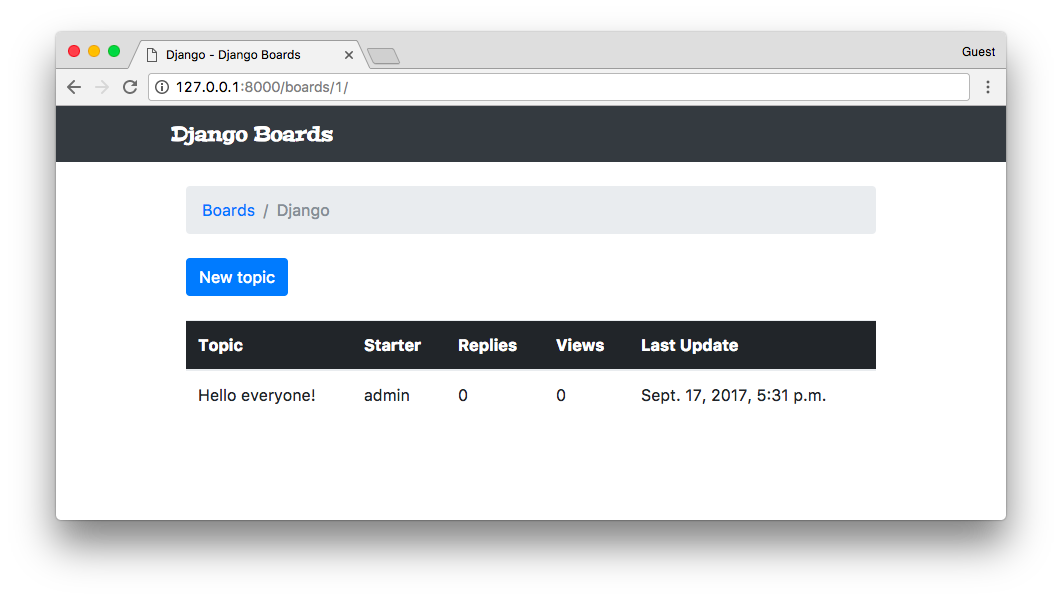 Django - Django Boards
Guest
127.0.0.1:8000/boards/1/
Django Boards
Boards / Django
New topic
Topic Starter Replies Views Last Update
Hello everyone! admin 0 0 Sept. 17, 2017, 5:31 p.m.